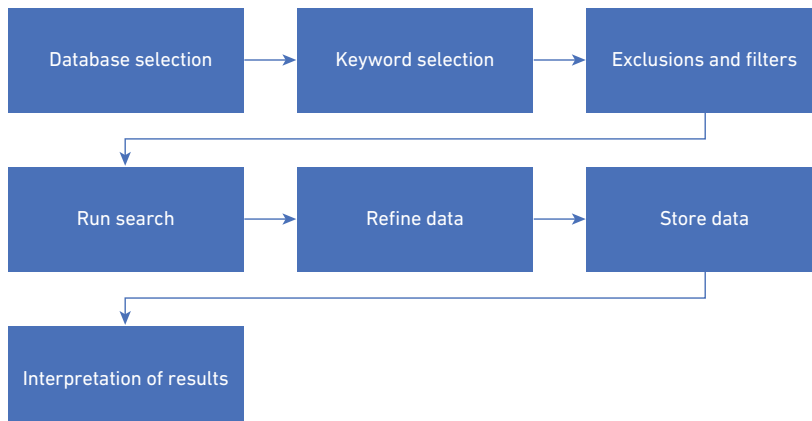 Database selection
Keyword selection
Exclusions and filters
Run search
Refine data
Store data
Interpretation of results